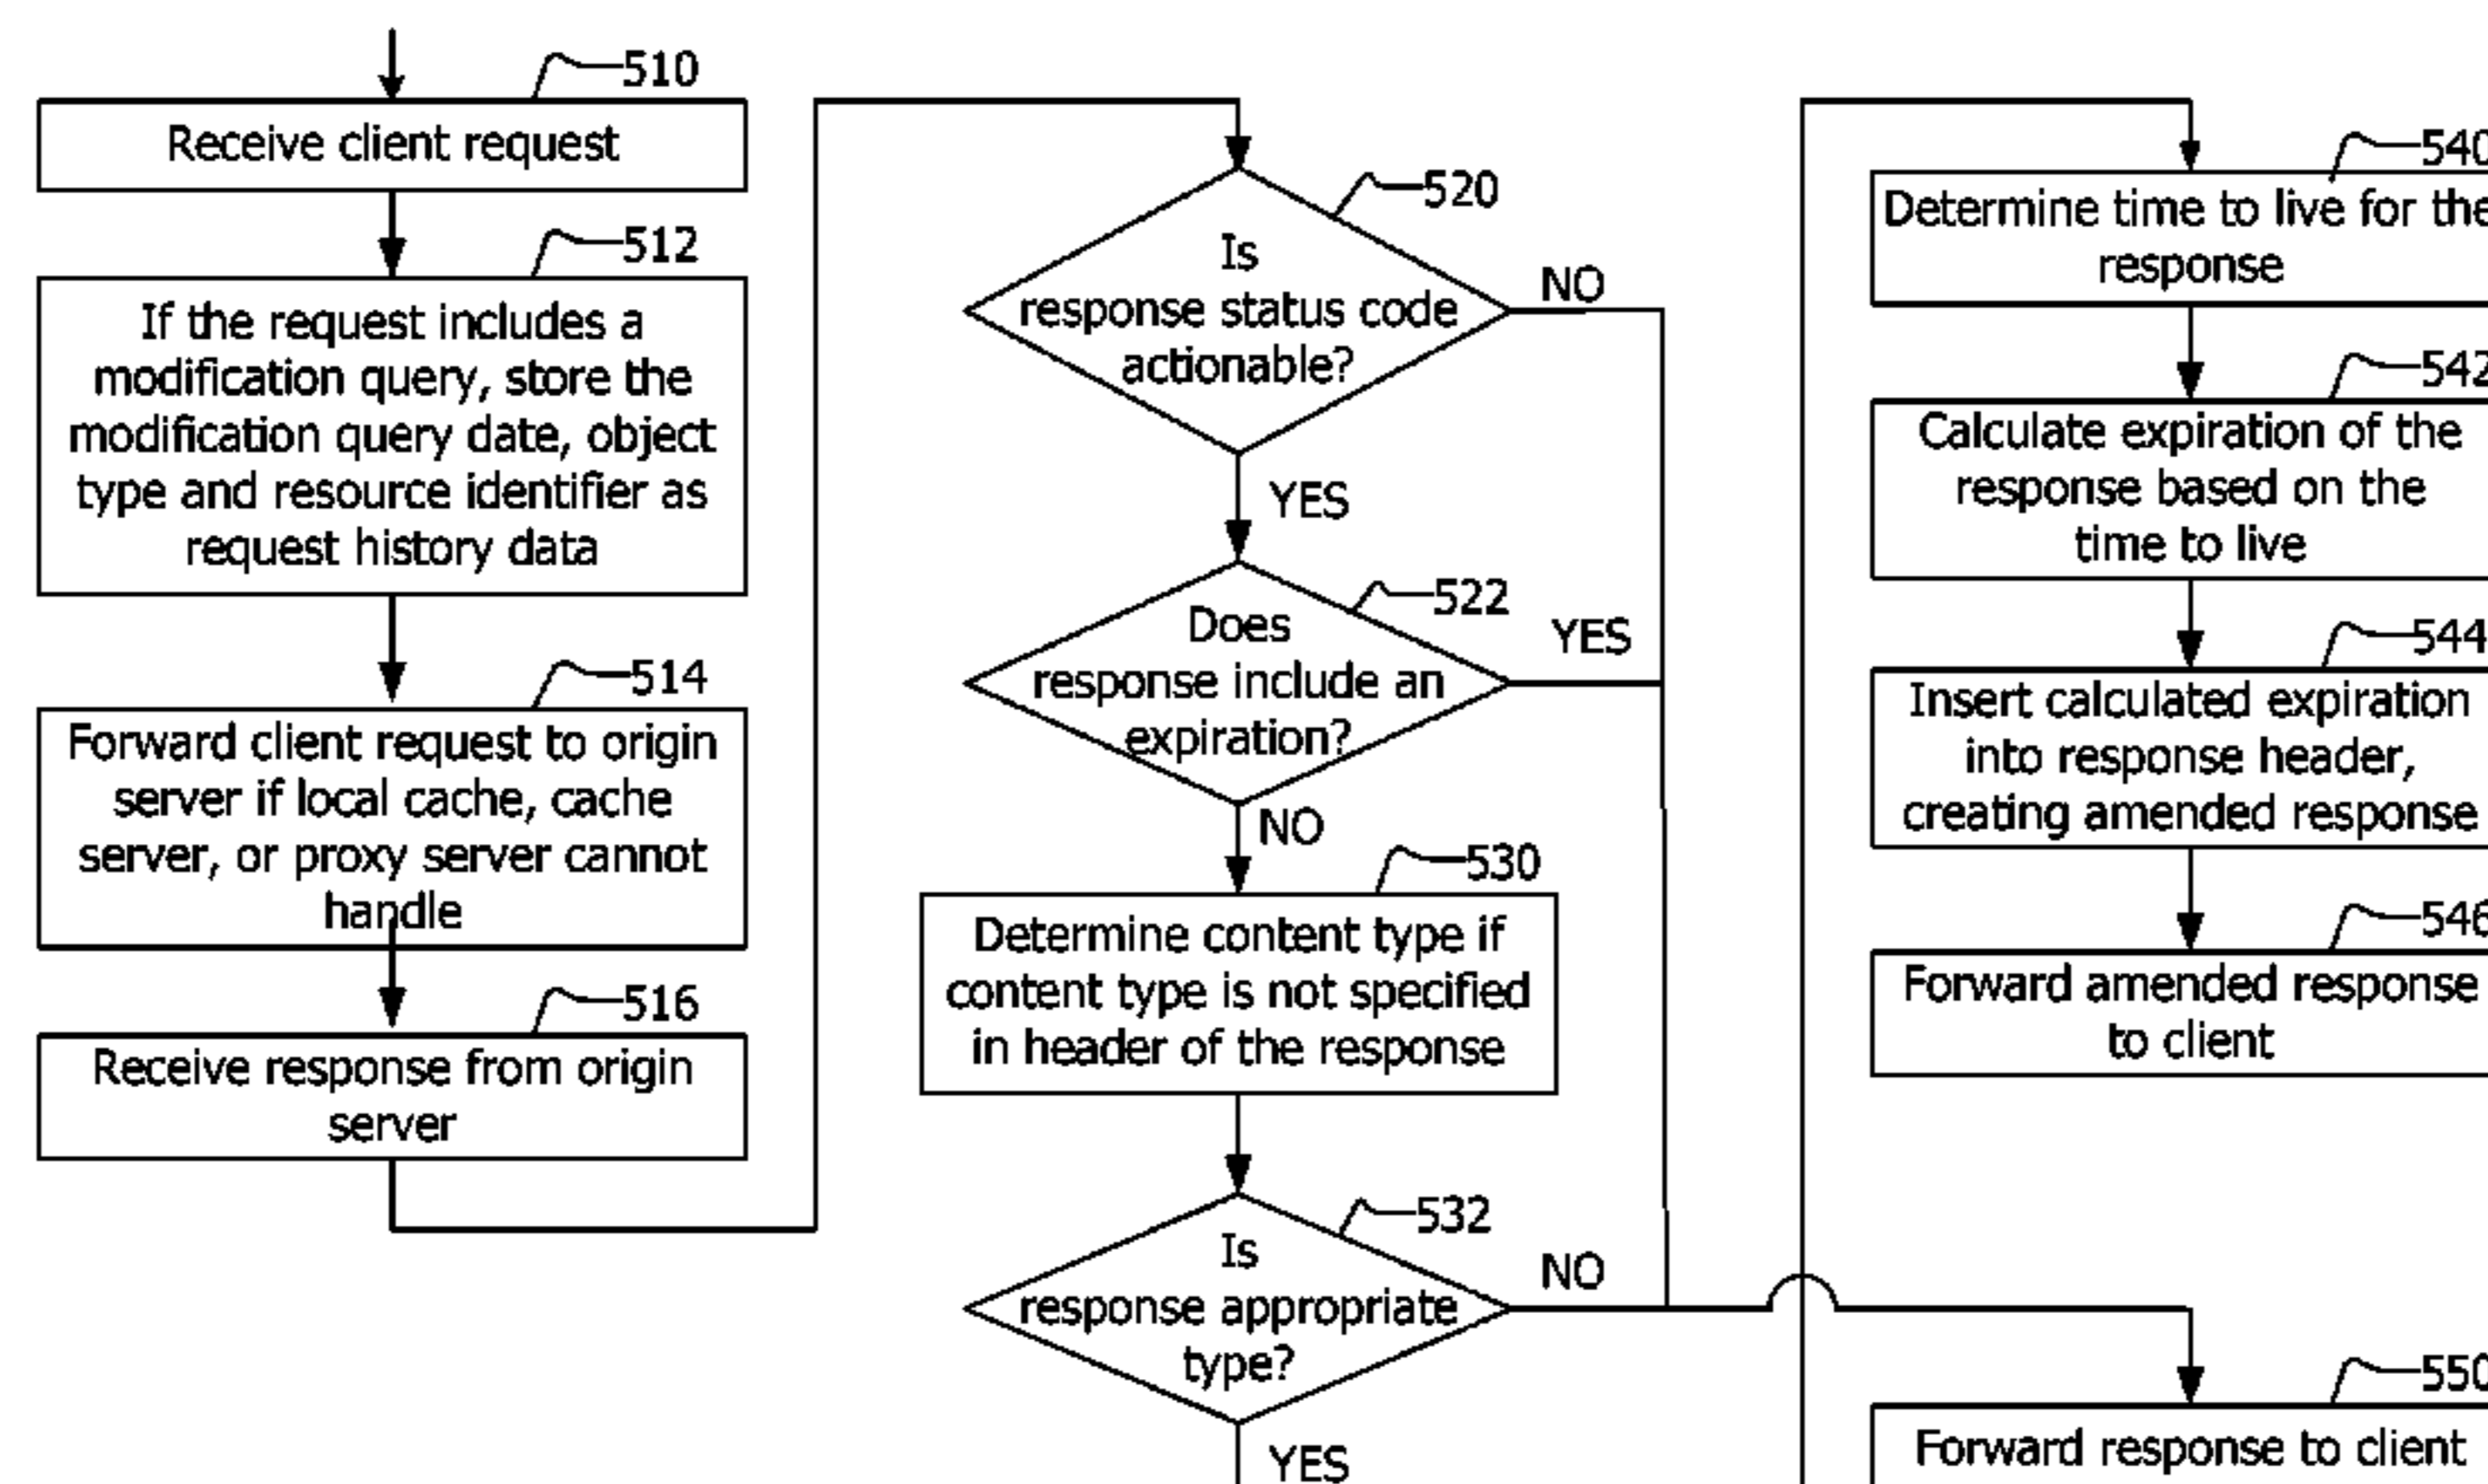 510
Receive client request
512
If the request includes a
modification query, store the
modification query date, object
type and resource identifier as
request history data
514
Forward client request to origin
server if local cache, cache
server, or proxy server cannot
handle
516
Receive response from origin
server
520
Is
response status code
actionable?
NO
YES
522
Does
response include an
expiration?
YES
NO
530
Determine content type if
content type is not specified
in header of the response
532
Is
response appropriate
type?
NO
YES
540
Determine time to live for the
response
542
Calculate expiration of the
response based on the
time to live
544
Insert calculated expiration
into response header,
creating amended response
546
Forward amended response
to client
550
Forward response to client